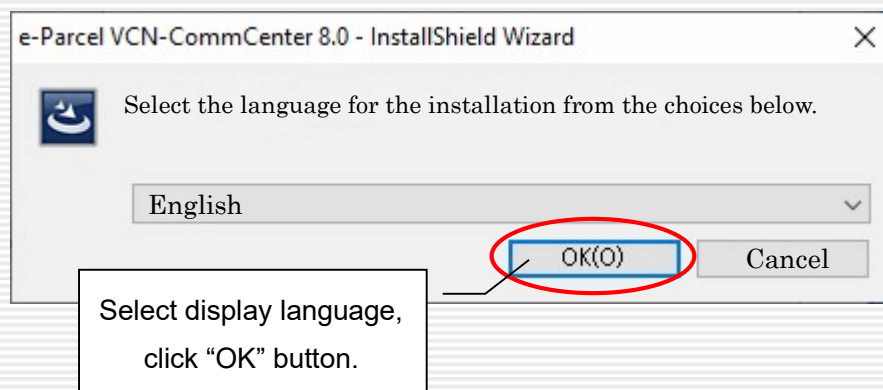 e-Parcel VCN-CommCenter 8.0 - InstallShield Wizard
Select the language for the installation from the choices below.
English
OK(O)
Cancel
Select display language,
click “OK” button.